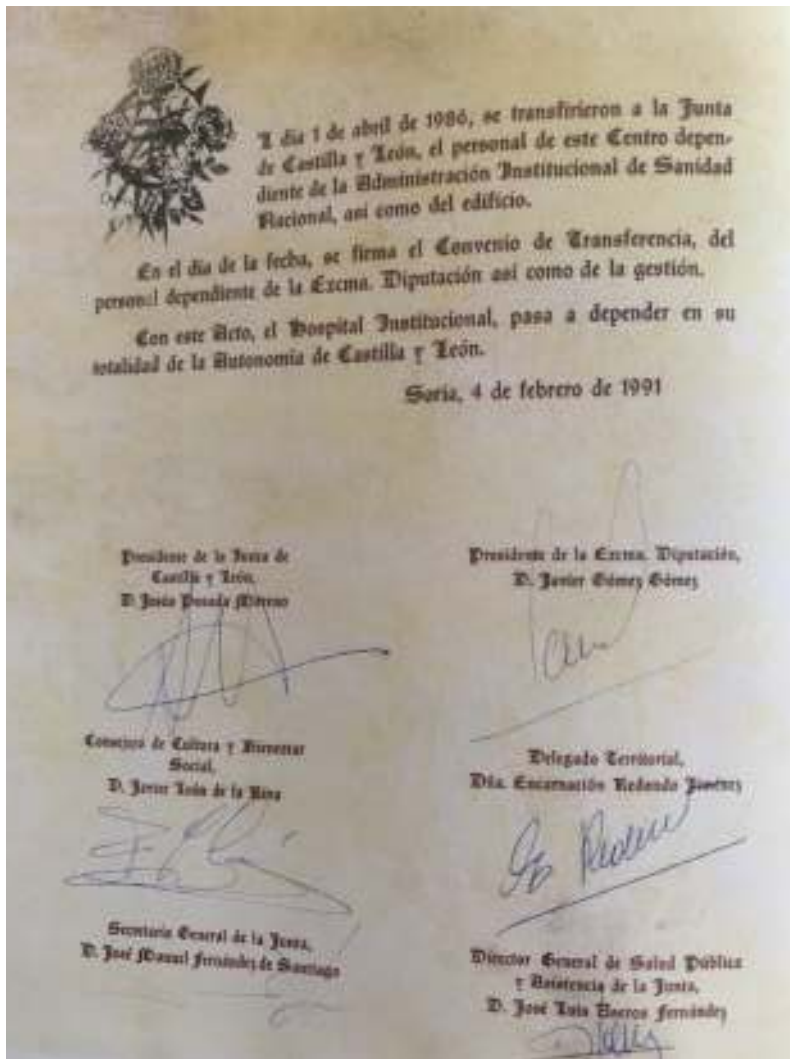 l día 1 de abril de 1986, se transfirieron a la Junta
de Castilla y León, el personal de este Centro depen-
diente de la Administración Institucional de Sanidad
Nacional, así como del edificio.
En el día de la fecha, se firma el Convenio de Transferencia, del
personal dependiente de la Excma. Diputación así como de la gestión.
Con este Acto, el Hospital Institucional, pasa a depender en su
totalidad de la Autonomía de Castilla y León.
Soria, 4 de febrero de 1991
Presidente de la Junta de
Castilla y León,
D. Jesús Posada Moreno
Presidente de la Excma. Diputación,
D. Javier Gómez Gómez
Consejero de Cultura y Bienestar
Social,
D. Javier León de la Riva
Delegado Territorial,
Dña. Encarnación Redondo Jiménez
Secretario General de la Junta,
D. José Manuel Fernández de Santiago
Director General de Salud Pública
y Asistencia de la Junta,
D. José Luis Fernández